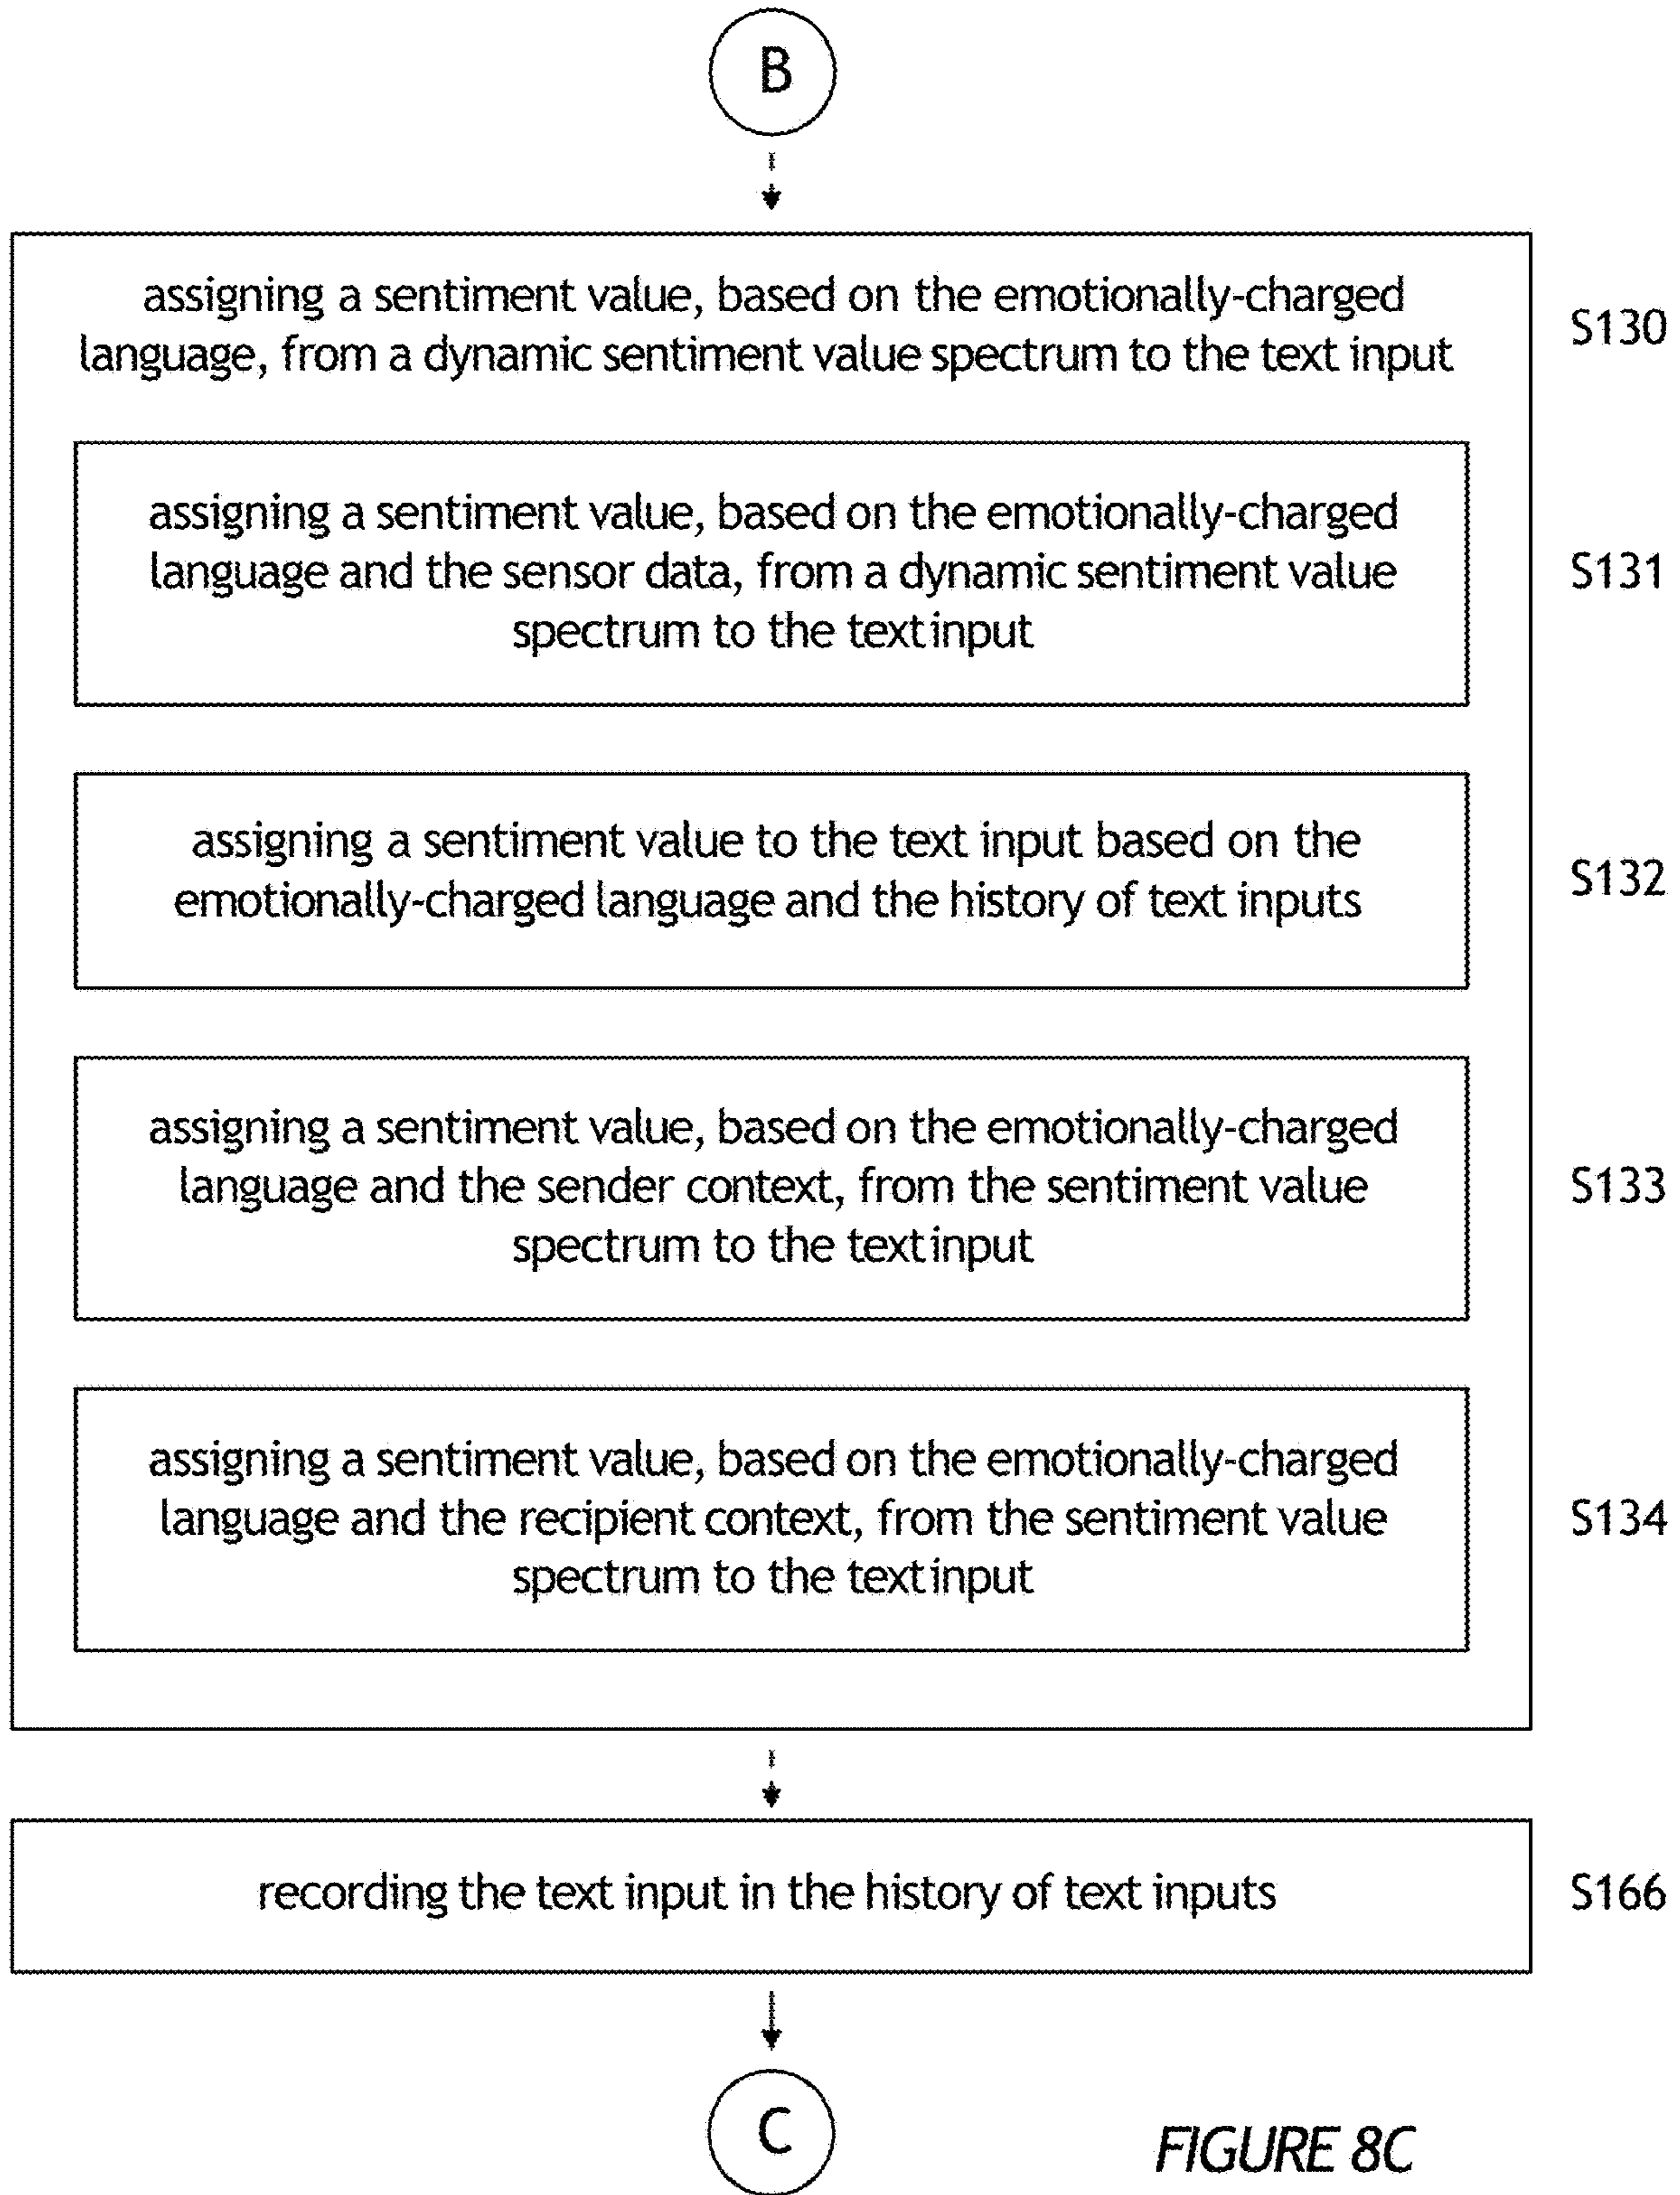 B
assigning a sentiment value, based on the emotionally-charged
language, from a dynamic sentiment value spectrum to the text input
S130
assigning a sentiment value, based on the emotionally-charged
language and the sensor data, from a dynamic sentiment value
spectrum to the text input
S131
assigning a sentiment value to the text input based on the
emotionally-charged language and the history of text inputs
S132
assigning a sentiment value, based on the emotionally-charged
language and the sender context, from the sentiment value
spectrum to the text input
S133
assigning a sentiment value, based on the emotionally-charged
language and the recipient context, from the sentiment value
spectrum to the text input
S134
recording the text input in the history of text inputs
S166
C
FIGURE 8C